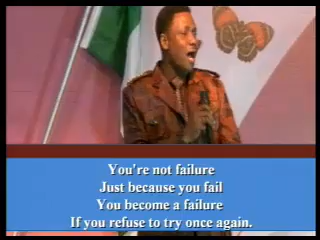 You're not failure
Just because you fail
You become a failure
If you refuse to try once again.